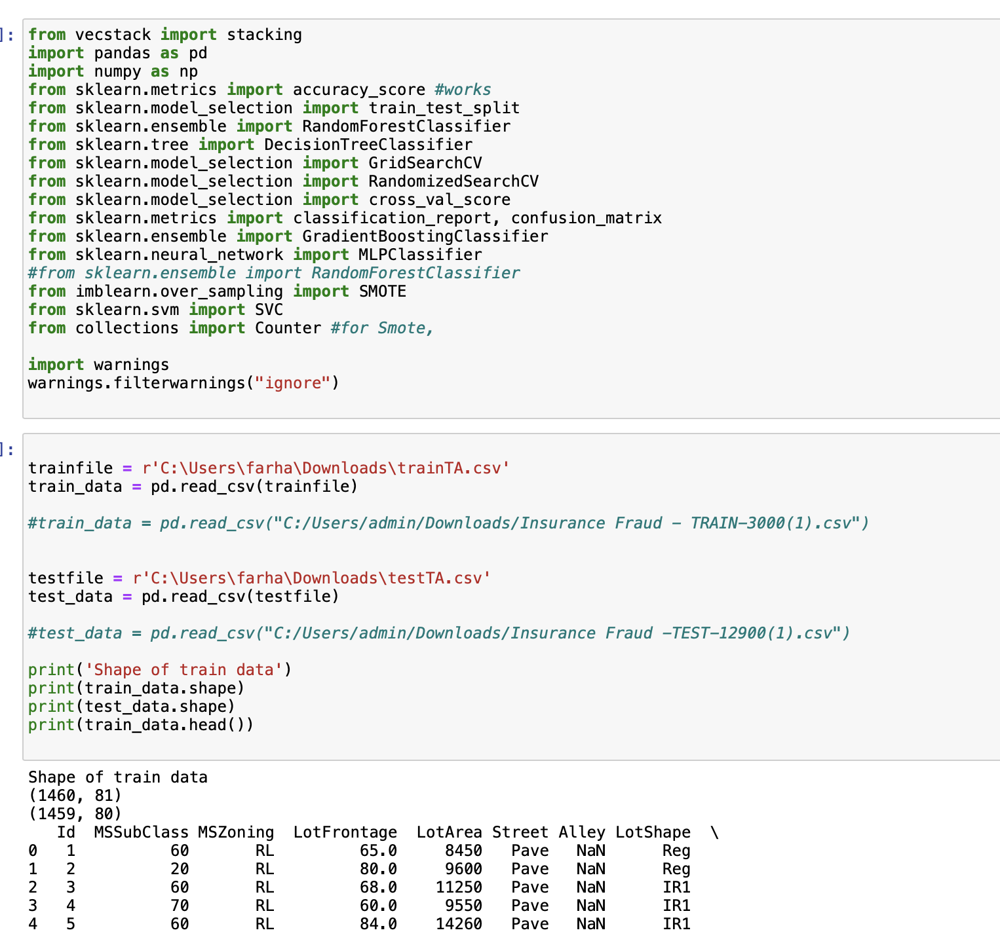 ]:
from vecstack import stacking
import pandas as pd
import numpy as np
from sklearn.metrics import accuracy_score #works
from sklearn.model_selection import train_test_split
from sklearn.ensemble import RandomForestClassifier
from sklearn.tree import DecisionTreeClassifier
from sklearn.model_selection import GridSearchCV
from sklearn.model_selection import RandomizedSearchCV
from sklearn.model_selection import cross_val_score
from sklearn.metrics import classification_report, confusion_matrix
from sklearn.ensemble import GradientBoostingClassifier
from sklearn.neural_network import MLPClassifier
#from sklearn.ensemble import RandomForestClassifier
from imblearn.over_sampling import SMOTE
from sklearn.svm import SVC
from collections import Counter #for Smote,
import warnings
warnings.filterwarnings("ignore")
]:
trainfile = r'C:\Users\farha\Downloads\trainTA.csv'
train_data = pd.read_csv(trainfile)
#train_data = pd.read_csv("C:/Users/admin/Downloads/Insurance Fraud - TRAIN-3000(1).csv")
testfile = r'C:\Users\farha\Downloads\testTA.csv'
test_data = pd.read_csv(testfile)
#test_data = pd.read_csv("C:/Users/admin/Downloads/Insurance Fraud -TEST-12900(1).csv")
print('Shape of train data')
print(train_data.shape)
print(test_data.shape)
print(train_data.head())
Shape of train data
(1460, 81)
(1459, 80)
   Id  MSSubClass MSZoning  LotFrontage  LotArea Street Alley LotShape  \
0   1          60       RL         65.0     8450   Pave   NaN      Reg
1   2          20       RL         80.0     9600   Pave   NaN      Reg
2   3          60       RL         68.0    11250   Pave   NaN      IR1
3   4          70       RL         60.0     9550   Pave   NaN      IR1
4   5          60       RL         84.0    14260   Pave   NaN      IR1